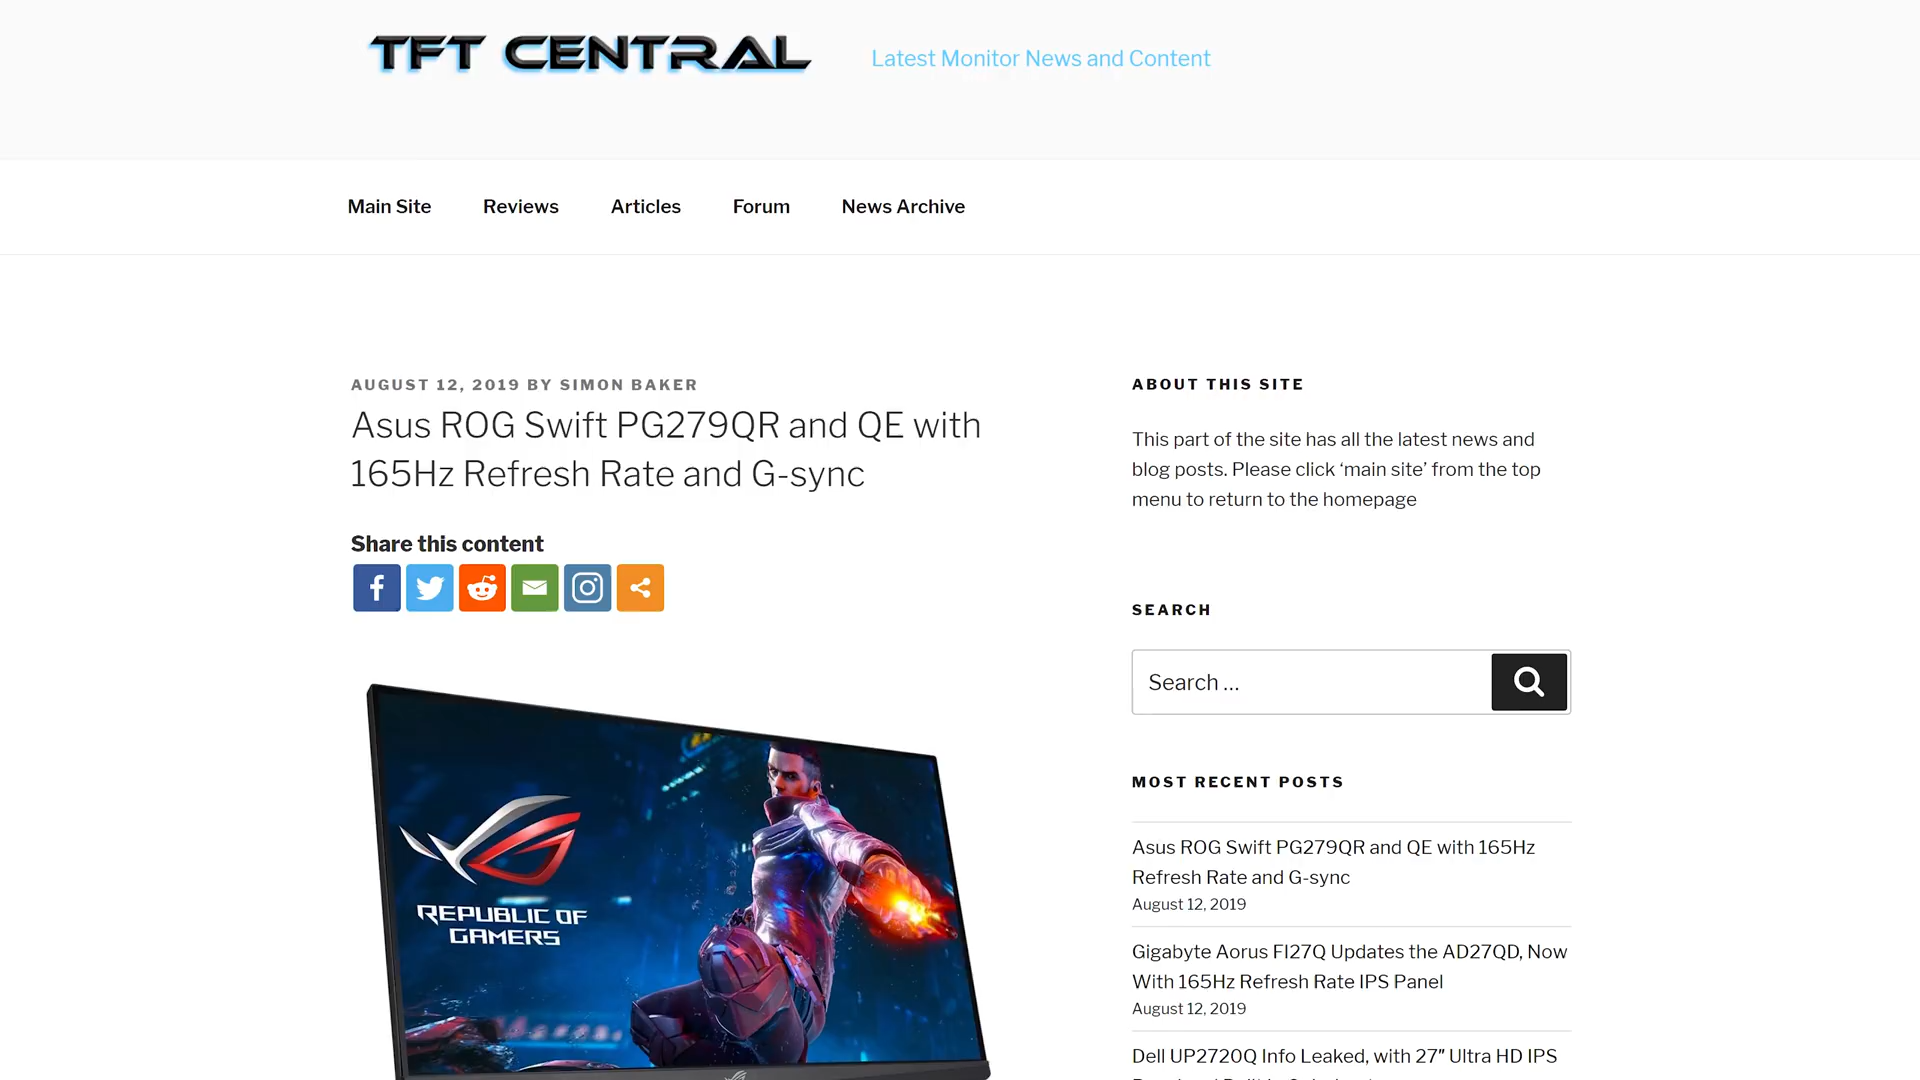 TFT CENTRAL
Latest Monitor News and Content
Main Site
Reviews
Articles
Forum
News Archive
AUGUST 12, 2019 BY SIMON BAKER
Asus ROG Swift PG279QR and QE with
165Hz Refresh Rate and G-sync
Share this content
REPUBLIC OF
GAMERS
ABOUT THIS SITE
This part of the site has all the latest news and
blog posts. Please click ‘main site’ from the top
menu to return to the homepage
SEARCH
Search …
MOST RECENT POSTS
Asus ROG Swift PG279QR and QE with 165Hz
Refresh Rate and G-sync
August 12, 2019
Gigabyte Aorus FI27Q Updates the AD27QD, Now
With 165Hz Refresh Rate IPS Panel
August 12, 2019
Dell UP2720Q Info Leaked, with 27″ Ultra HD IPS